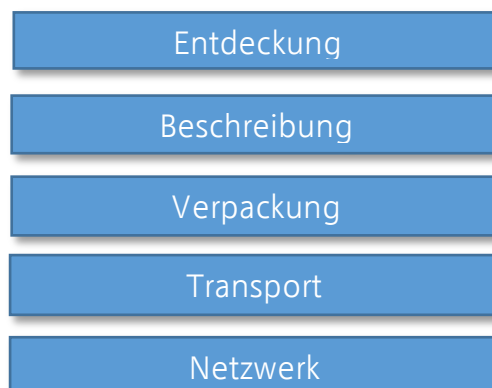 Entdeckung
Beschreibung
Verpackung
Transport
Netzwerk